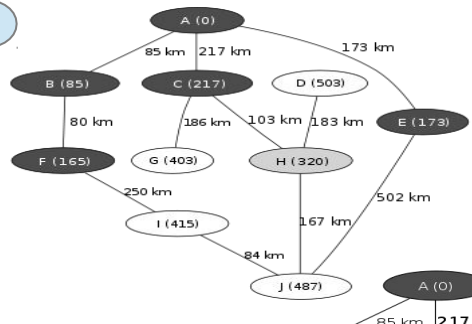 A (0)
85 km
217 km
173 km
B (85)
C (217)
D (503)
E (173)
80 km
186 km
103 km
183 km
F (165)
G (403)
H (320)
250 km
502 km
I (415)
167 km
84 km
J (487)
A (0)
85 km
217